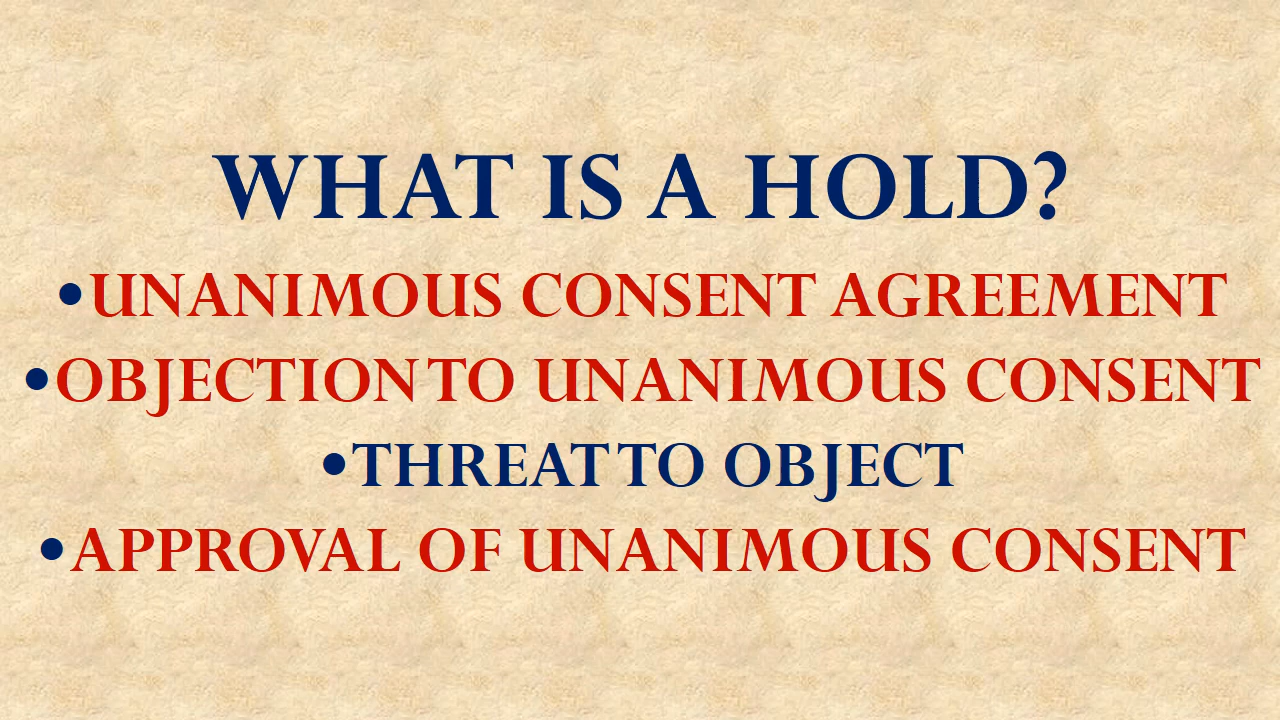 WHAT IS A HOLD?
•UNANIMOUS CONSENT AGREEMENT
•OBJECTION TO UNANIMOUS CONSENT
•THREAT TO OBJECT
•APPROVAL OF UNANIMOUS CONSENT